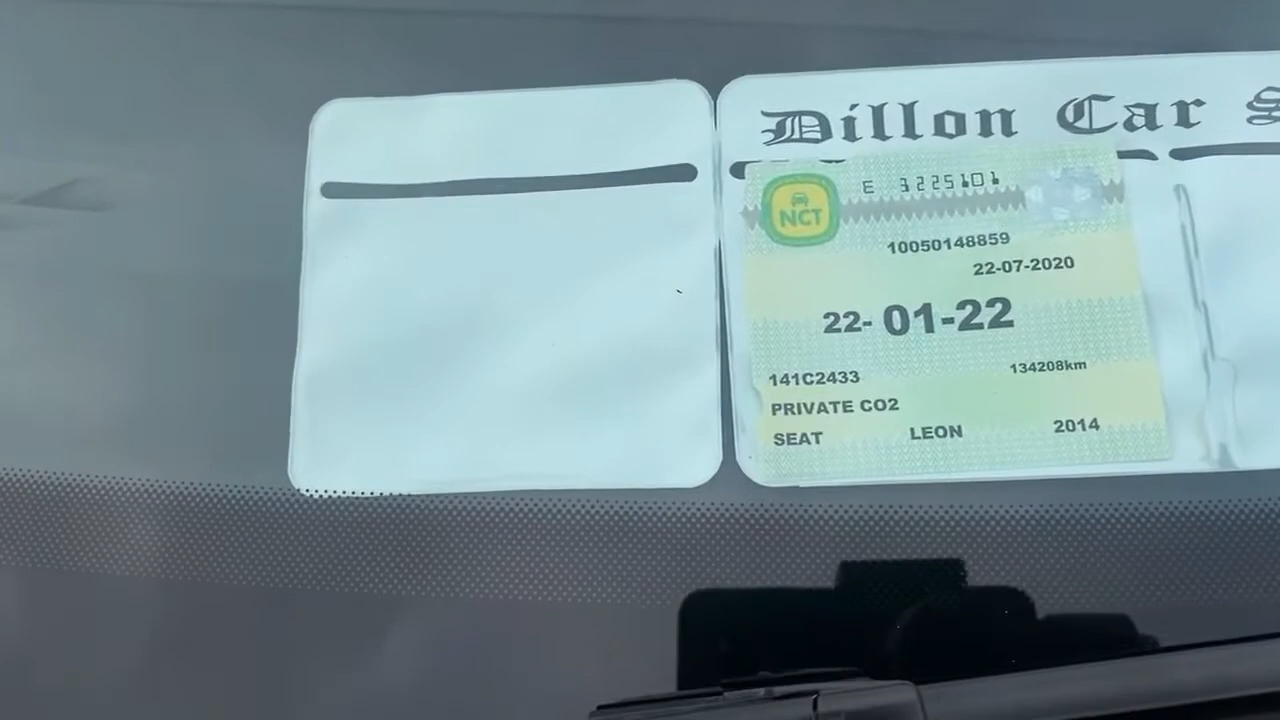 Dillon Car
NCT
E 3225101
10050148859
22-07-2020
22-01-22
141C2433
134208km
PRIVATE CO2
SEAT LEON 2014